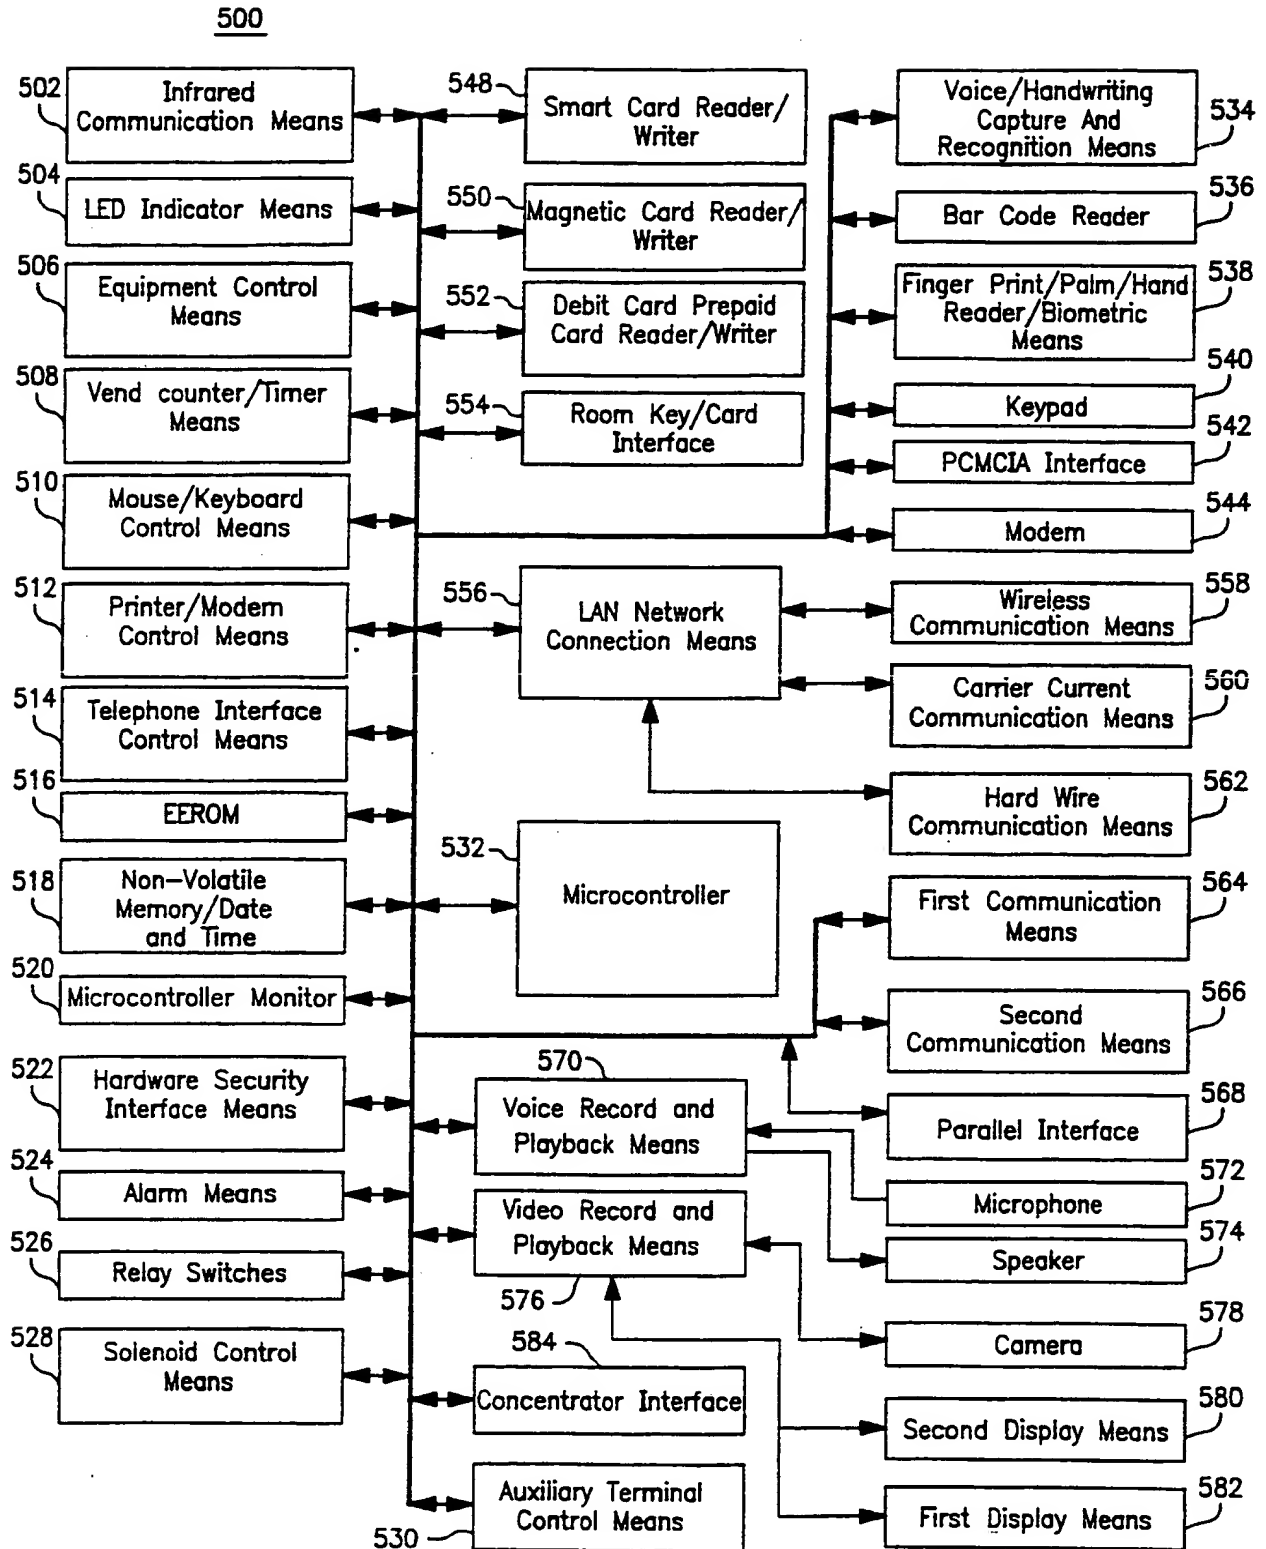 500
502
Infrared
Communication Means
504
LED Indicator Means
506
Equipment Control
Means
508
Vend counter/Timer
Means
510
Mouse/Keyboard
Control Means
512
Printer/Modem
Control Means
514
Telephone Interface
Control Means
516
EEROM
518
Non-Volatile
Memory/Date
and Time
520
Microcontroller Monitor
522
Hardware Security
Interface Means
524
Alarm Means
526
Relay Switches
528
Solenoid Control
Means
548
Smart Card Reader/
Writer
550
Magnetic Card Reader/
Writer
552
Debit Card Prepaid
Card Reader/Writer
554
Room Key/Card
Interface
556
LAN Network
Connection Means
532
Microcontroller
570
Voice Record and
Playback Means
Video Record and
Playback Means
576
584
Concentrator Interface
Auxiliary Terminal
Control Means
530
Voice/Handwriting
Capture And
Recognition Means
534
Bar Code Reader
536
Finger Print/Palm/Hand
Reader/Biometric
Means
538
Keypad
540
PCMCIA Interface
542
Modem
544
Wireless
Communication Means
558
Carrier Current
Communication Means
560
Hard Wire
Communication Means
562
First Communication
Means
564
Second
Communication Means
566
Parallel Interface
568
Microphone
572
Speaker
574
Camera
578
Second Display Means
580
First Display Means
582